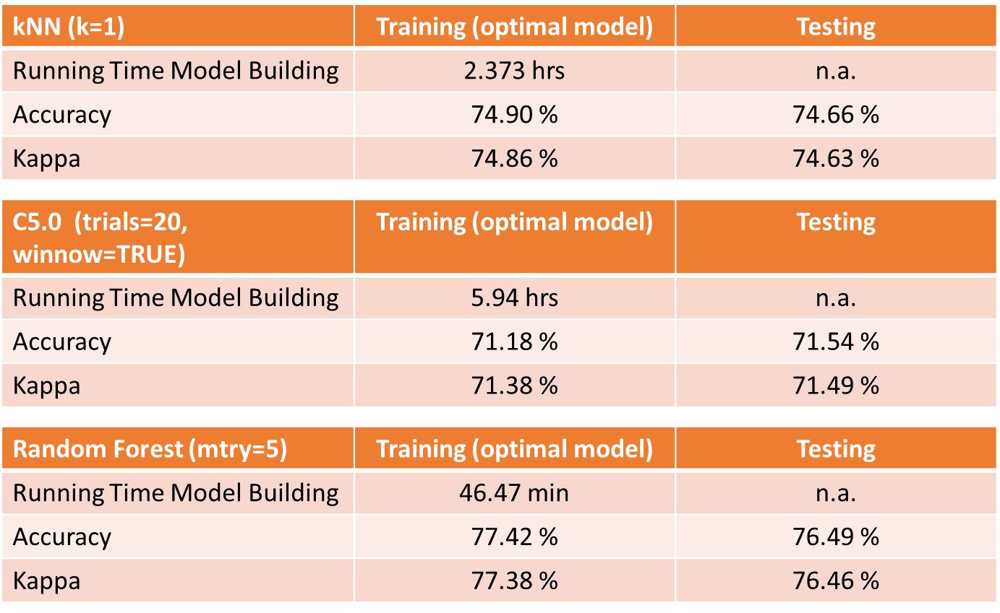 kNN (k=1) Training (optimal model) Testing
Running Time Model Building 2.373 hrs n.a.
Accuracy 74.90 % 74.66 %
Kappa 74.86 % 74.63 %
C5.0 (trials=20, Training (optimal model) Testing
winnow=TRUE)
Running Time Model Building 5.94 hrs n.a.
Accuracy 71.18 % 71.54 %
Kappa 71.38 % 71.49 %
Random Forest (mtry=5) Training (optimal model) Testing
Running Time Model Building 46.47 min n.a.
Accuracy 77.42 % 76.49 %
Kappa 77.38 % 76.46 %